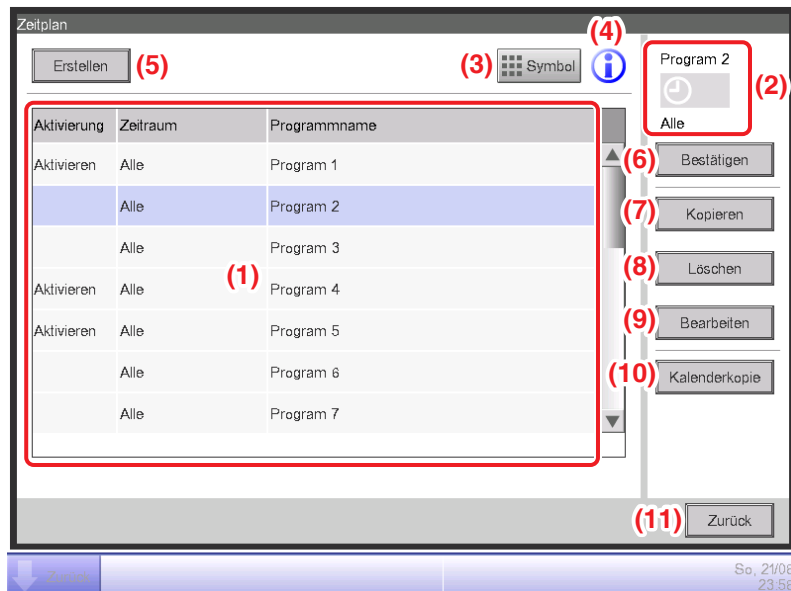 Zeitplan
(4)
Erstellen (5) (3) Symbol
Program 2
(2)
Alle
Aktivierung Zeitraum Programmname
Aktivieren Alle Program 1
Alle Program 2
Alle Program 3
(1)
Aktivieren Alle Program 4
Aktivieren Alle Program 5
Alle Program 6
Alle Program 7
(6) Bestätigen
(7) Kopieren
(8) Löschen
(9) Bearbeiten
(10) Kalenderkopie
(11) Zurück
Zurück
So, 21/08
23:58